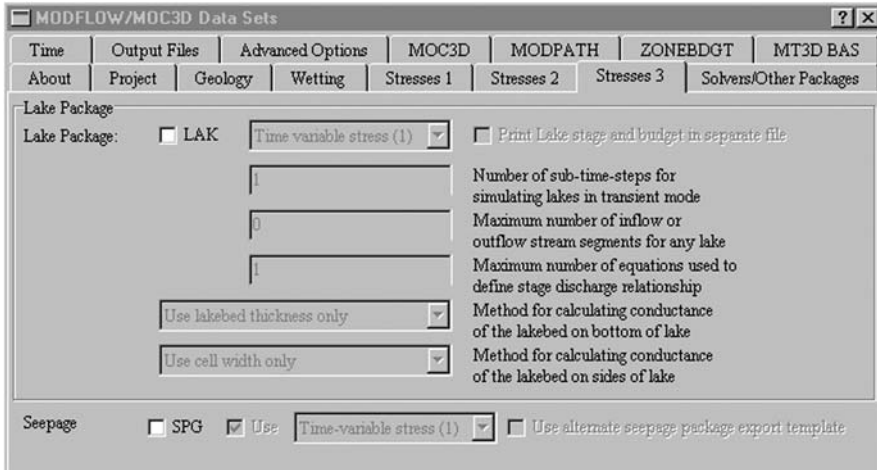 MODFLOW/MOC3D Data Sets
Time Output Files Advanced Options MOC3D MODPATH ZONEBDGT MT3D BAS
About Project Geology Wetting Stresses 1 Stresses 2 Stresses 3 Solvers/Other Packages
Lake Package
Lake Package: LAK Time variable stress (1) Print Lake stage and budget in separate file
1 Number of sub-time-steps for
simulating lakes in transient mode
0 Maximum number of inflow or
outflow stream segments for any lake
1 Maximum number of equations used to
define stage discharge relationship
Use lakebed thickness only Method for calculating conductance
of the lakebed on bottom of lake
Use cell width only Method for calculating conductance
of the lakebed on sides of lake
Seepage SPG Use Time-variable stress (1) Use alternate seepage package export template